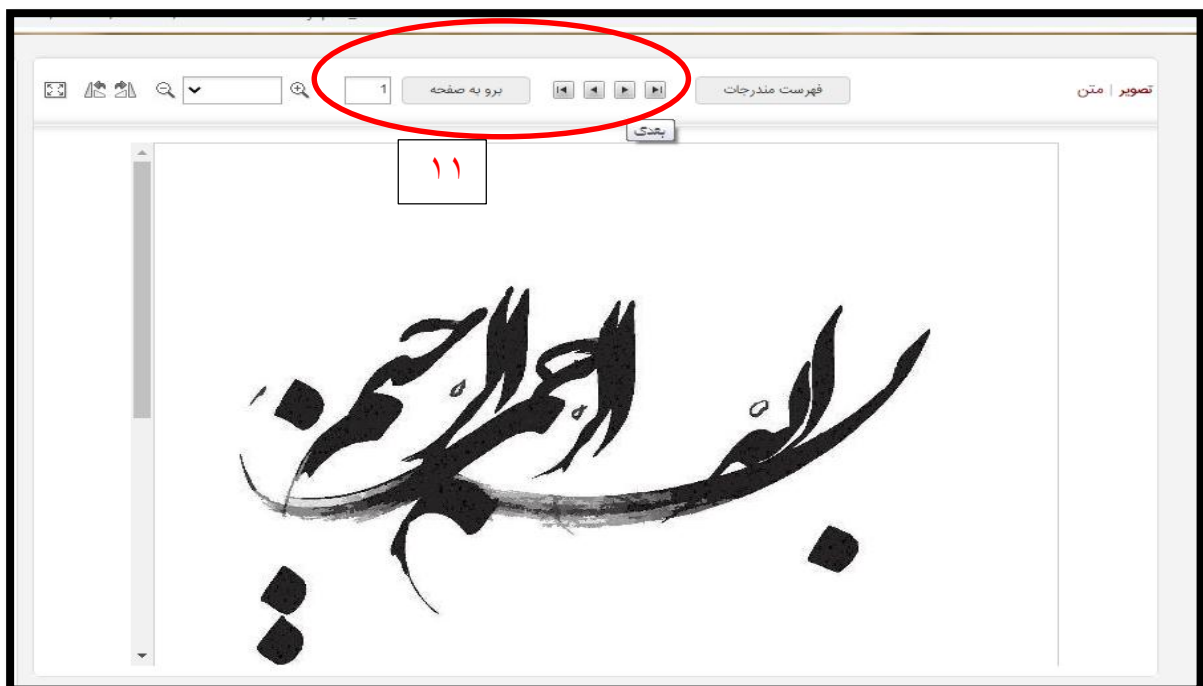 تصویر | متن فهرست مندرجات برو به صفحه 1
بعدی
۱۱
بسم الله الرحمن الرحیم